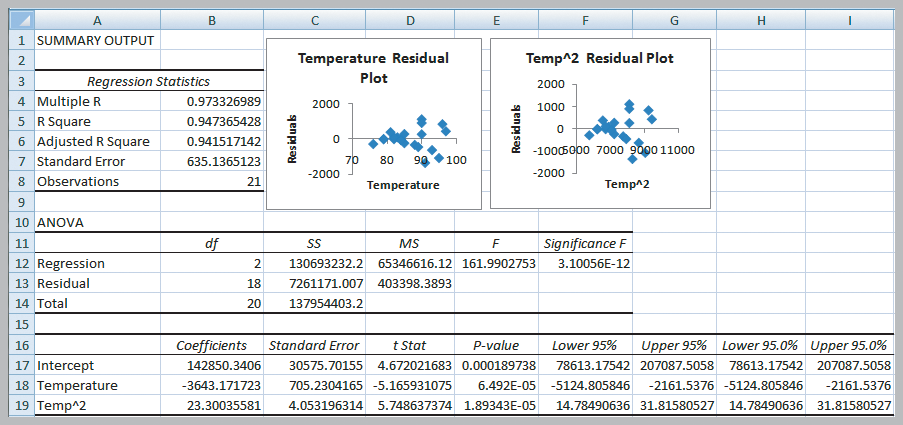 A B C D E F G H I
1 SUMMARY OUTPUT
2
3 Regression Statistics
4 Multiple R 0.973326989
5 R Square 0.947365428
6 Adjusted R Square 0.941517142
7 Standard Error 635.1365123
8 Observations 21
9
Temperature Residual
Plot
Residuals
2000
0
-2000
70 80 90 100
Temperature
Temp^2 Residual Plot
Residuals
2000
1000
0
-1000
-2000
5000 7000 9000 11000
Temp^2
10 ANOVA
11 df SS MS F Significance F
12 Regression 2 130693232.2 65346616.12 161.9902753 3.10056E-12
13 Residual 18 7261171.007 403398.3893
14 Total 20 137954403.2
15
16 Coefficients Standard Error t Stat P-value Lower 95% Upper 95% Lower 95.0% Upper 95.0%
17 Intercept 142850.3406 30575.70155 4.672021683 0.000189738 78613.17542 207087.5058 78613.17542 207087.5058
18 Temperature -3643.171723 705.2304165 -5.165931075 6.492E-05 -5124.805846 -2161.5376 -5124.805846 -2161.5376
19 Temp^2 23.30035581 4.053196314 5.748637374 1.89343E-05 14.78490636 31.81580527 14.78490636 31.81580527